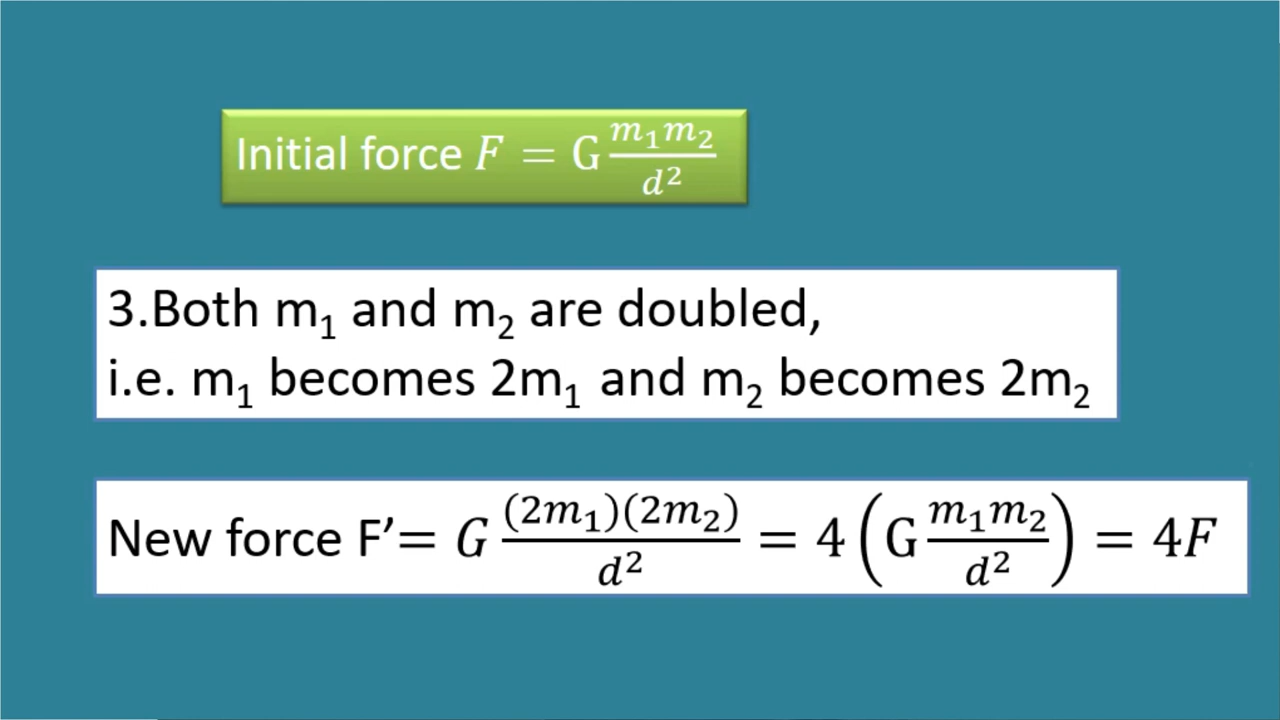 Initial force F = G m₁m₂/d²
3.Both m₁ and m₂ are doubled,
i.e. m₁ becomes 2m₁ and m₂ becomes 2m₂
New force F’= G (2m₁)(2m₂)/d² = 4(G m₁m₂/d²) = 4F